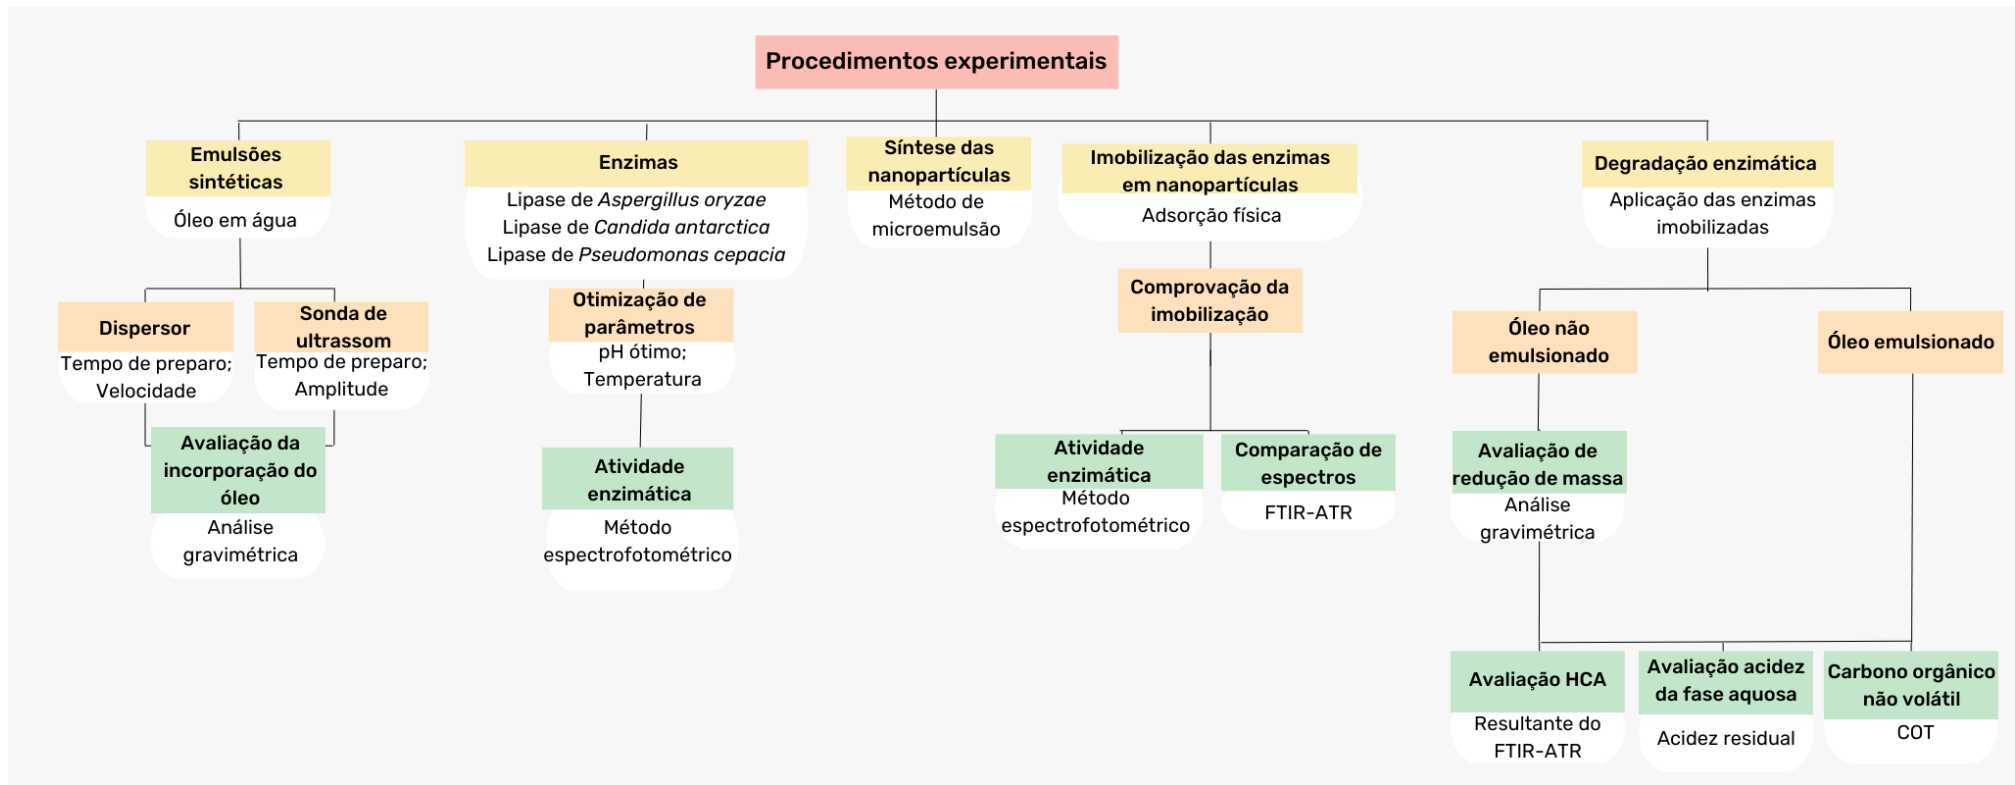 Procedimentos experimentais
Emulsões
sintéticas
Óleo em água
Dispersor
Tempo de preparo;
Velocidade
Sonda de
ultrassom
Tempo de preparo;
Amplitude
Avaliação da
incorporação do
óleo
Análise
gravimétrica
Enzimas
Lipase de Aspergillus oryzae
Lipase de Candida antarctica
Lipase de Pseudomonas cepacia
Otimização de
parâmetros
pH ótimo;
Temperatura
Atividade
enzimática
Método
espectrofotométrico
Síntese das
nanopartículas
Método de
microemulsão
Imobilização das enzimas
em nanopartículas
Adsorção física
Comprovação da
imobilização
Atividade
enzimática
Método
espectrofotométrico
Comparação de
espectros
FTIR-ATR
Degradação enzimática
Aplicação das enzimas
imobilizadas
Óleo não
emulsionado
Óleo emulsionado
Avaliação de
redução de massa
Análise
gravimétrica
Avaliação HCA
Resultante do
FTIR-ATR
Avaliação acidez
da fase aquosa
Acidez residual
Carbono orgânico
não volátil
COT